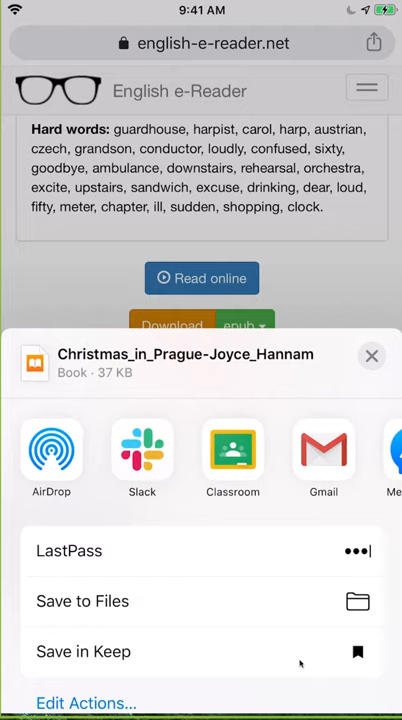 9:41 AM
english-e-reader.net
English e-Reader
Hard words: guardhouse, harpist, carol, harp, austrian,
czech, grandson, conductor, loudly, confused, sixty,
goodbye, ambulance, downstairs, rehearsal, orchestra,
excite, upstairs, sandwich, excuse, drinking, dear, loud,
fifty, meter, chapter, ill, sudden, shopping, clock.
Read online
Download epub
Christmas_in_Prague-Joyce_Hannam
Book · 37 KB
AirDrop Slack Classroom Gmail Me
LastPass
Save to Files
Save in Keep
Edit Actions...